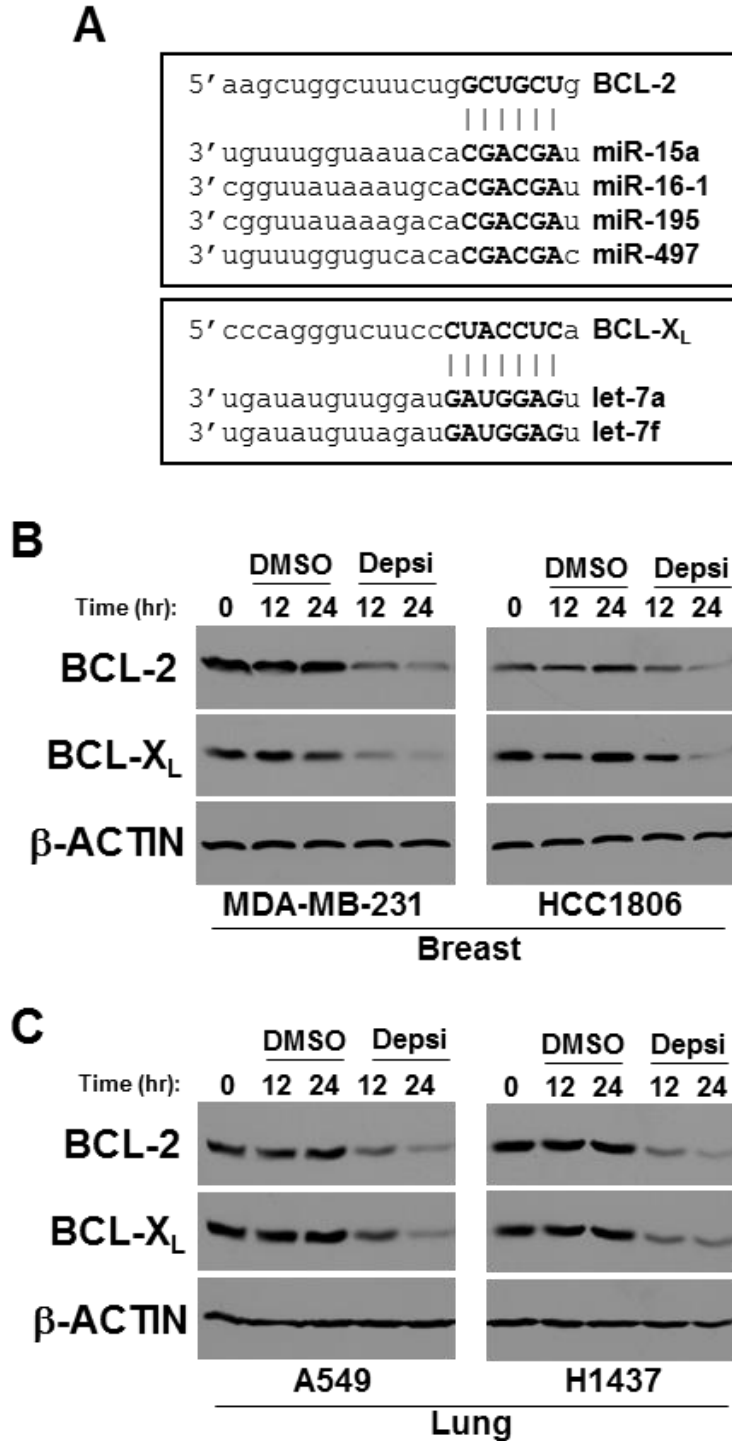 A
5’aagcuggcuuucugGCUGCUg BCL-2
||||||
3’uguuugguaauacaCGACGAu miR-15a
3’cgguuauaaaugcaCGACGAu miR-16-1
3’cgguuauaaagacaCGACGAu miR-195
3’uguuuggugucacaCGACGAc miR-497
5’cccagggucuuccCUACCUCa BCL-XL
|||||||
3’ugauauguuggauGAUGGAGu let-7a
3’ugauauguuagauGAUGGAGu let-7f
B
DMSO Depsi DMSO Depsi
Time (hr): 0 12 24 12 24 0 12 24 12 24
BCL-2
BCL-XL
β-ACTIN
MDA-MB-231 HCC1806
Breast
C
DMSO Depsi DMSO Depsi
Time (hr): 0 12 24 12 24 0 12 24 12 24
BCL-2
BCL-XL
β-ACTIN
A549 H1437
Lung